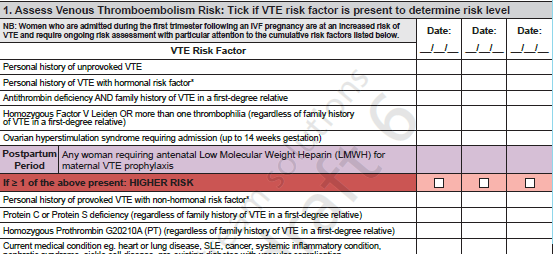 1. Assess Venous Thromboembolism Risk: Tick if VTE risk factor is present to determine risk level
NB: Women who are admitted during the first trimester following an IVF pregnancy are at an increased risk of
VTE and require ongoing risk assessment with particular attention to the cumulative risk factors listed below.
Date: Date: Date:
VTE Risk Factor
__/__/__ __/__/__ __/__/__
Personal history of unprovoked VTE
Personal history of VTE with hormonal risk factor*
Antithrombin deficiency AND family history of VTE in a first-degree relative
Homozygous Factor V Leiden OR more than one thrombophilia (regardless of family history
of VTE in a first-degree relative)
Ovarian hyperstimulation syndrome requiring admission (up to 14 weeks gestation)
Postpartum Any woman requiring antenatal Low Molecular Weight Heparin (LMWH) for
Period maternal VTE prophylaxis
If ≥ 1 of the above present: HIGHER RISK
Personal history of provoked VTE with non-hormonal risk factor*
Protein C or Protein S deficiency (regardless of family history of VTE in a first-degree relative)
Homozygous Prothrombin G20210A (PT) (regardless of family history of VTE in a first-degree relative)
Current medical condition eg. heart or lung disease, SLE, cancer, systemic inflammatory condition,